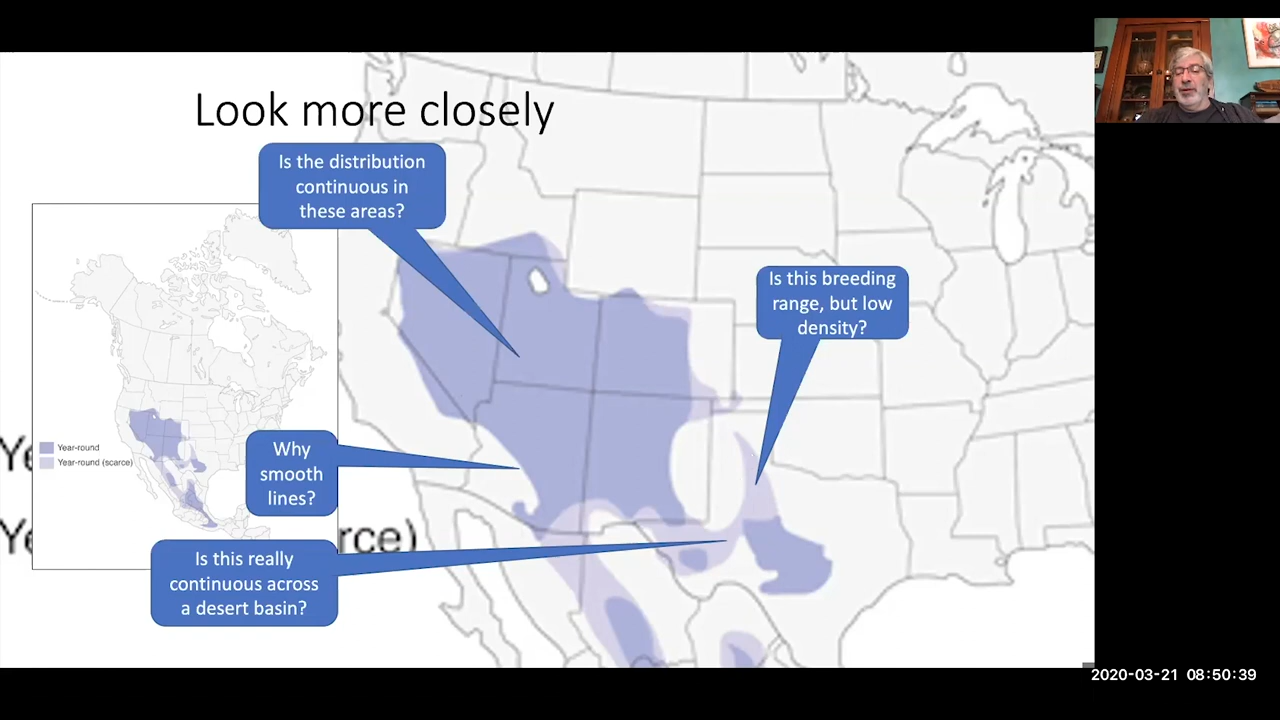 Look more closely
Is the distribution
continuous in
these areas?
Is this breeding
range, but low
density?
Year-round
Year-round (scarce)
Why
smooth
lines?
Ye
Ye
rce)
Is this really
continuous across
a desert basin?
2020-03-21 08:50:39